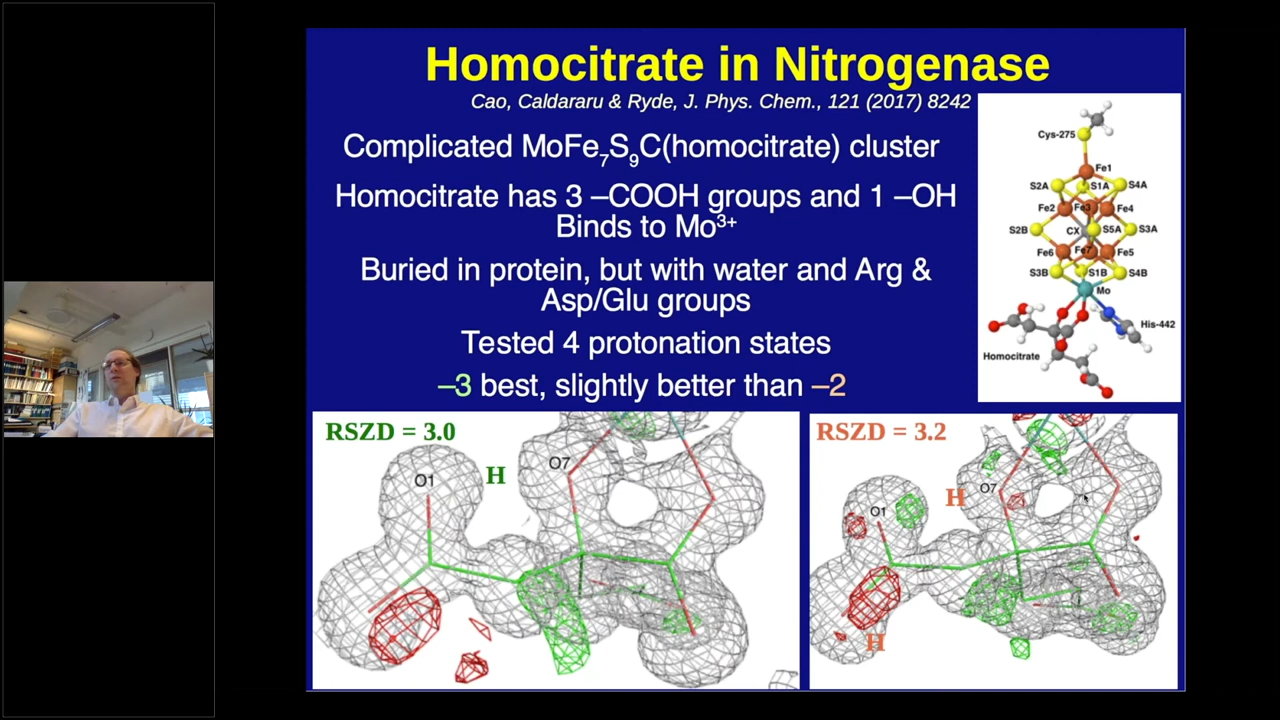 Homocitrate in Nitrogenase
Cao, Caldararu & Ryde, J. Phys. Chem., 121 (2017) 8242
Complicated MoFe₇S₉C(homocitrate) cluster
Homocitrate has 3 –COOH groups and 1 –OH
Binds to Mo³⁺
Buried in protein, but with water and Arg &
Asp/Glu groups
Tested 4 protonation states
–3 best, slightly better than –2
Cys-275
Fe1
S2A
S1A
S4A
Fe2
Fe3
Fe4
S2B
CX
S5A
S3A
Fe6
Fe7
Fe5
S3B
S1B
S4B
Mo
His-442
Homocitrate
RSZD = 3.0
O1
H
O7
RSZD = 3.2
O1
H
O7
H